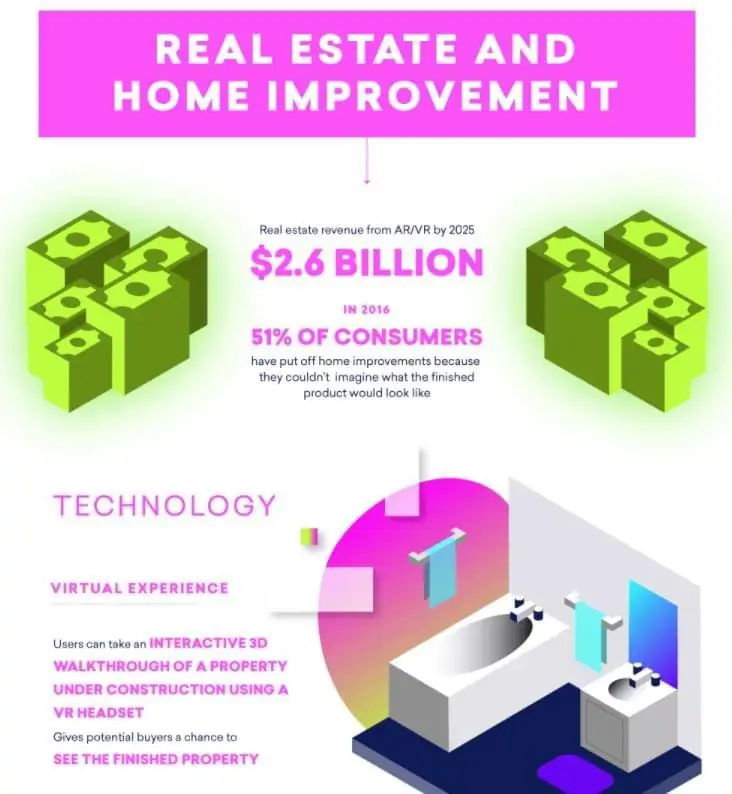 REAL ESTATE AND
HOME IMPROVEMENT
Real estate revenue from AR/VR by 2025
$2.6 BILLION
IN 2016
51% OF CONSUMERS
have put off home improvements because
they couldn't imagine what the finished
product would look like
TECHNOLOGY
VIRTUAL EXPERIENCE
Users can take an INTERACTIVE 3D
WALKTHROUGH OF A PROPERTY
UNDER CONSTRUCTION USING A
VR HEADSET
Gives potential buyers a chance to
SEE THE FINISHED PROPERTY